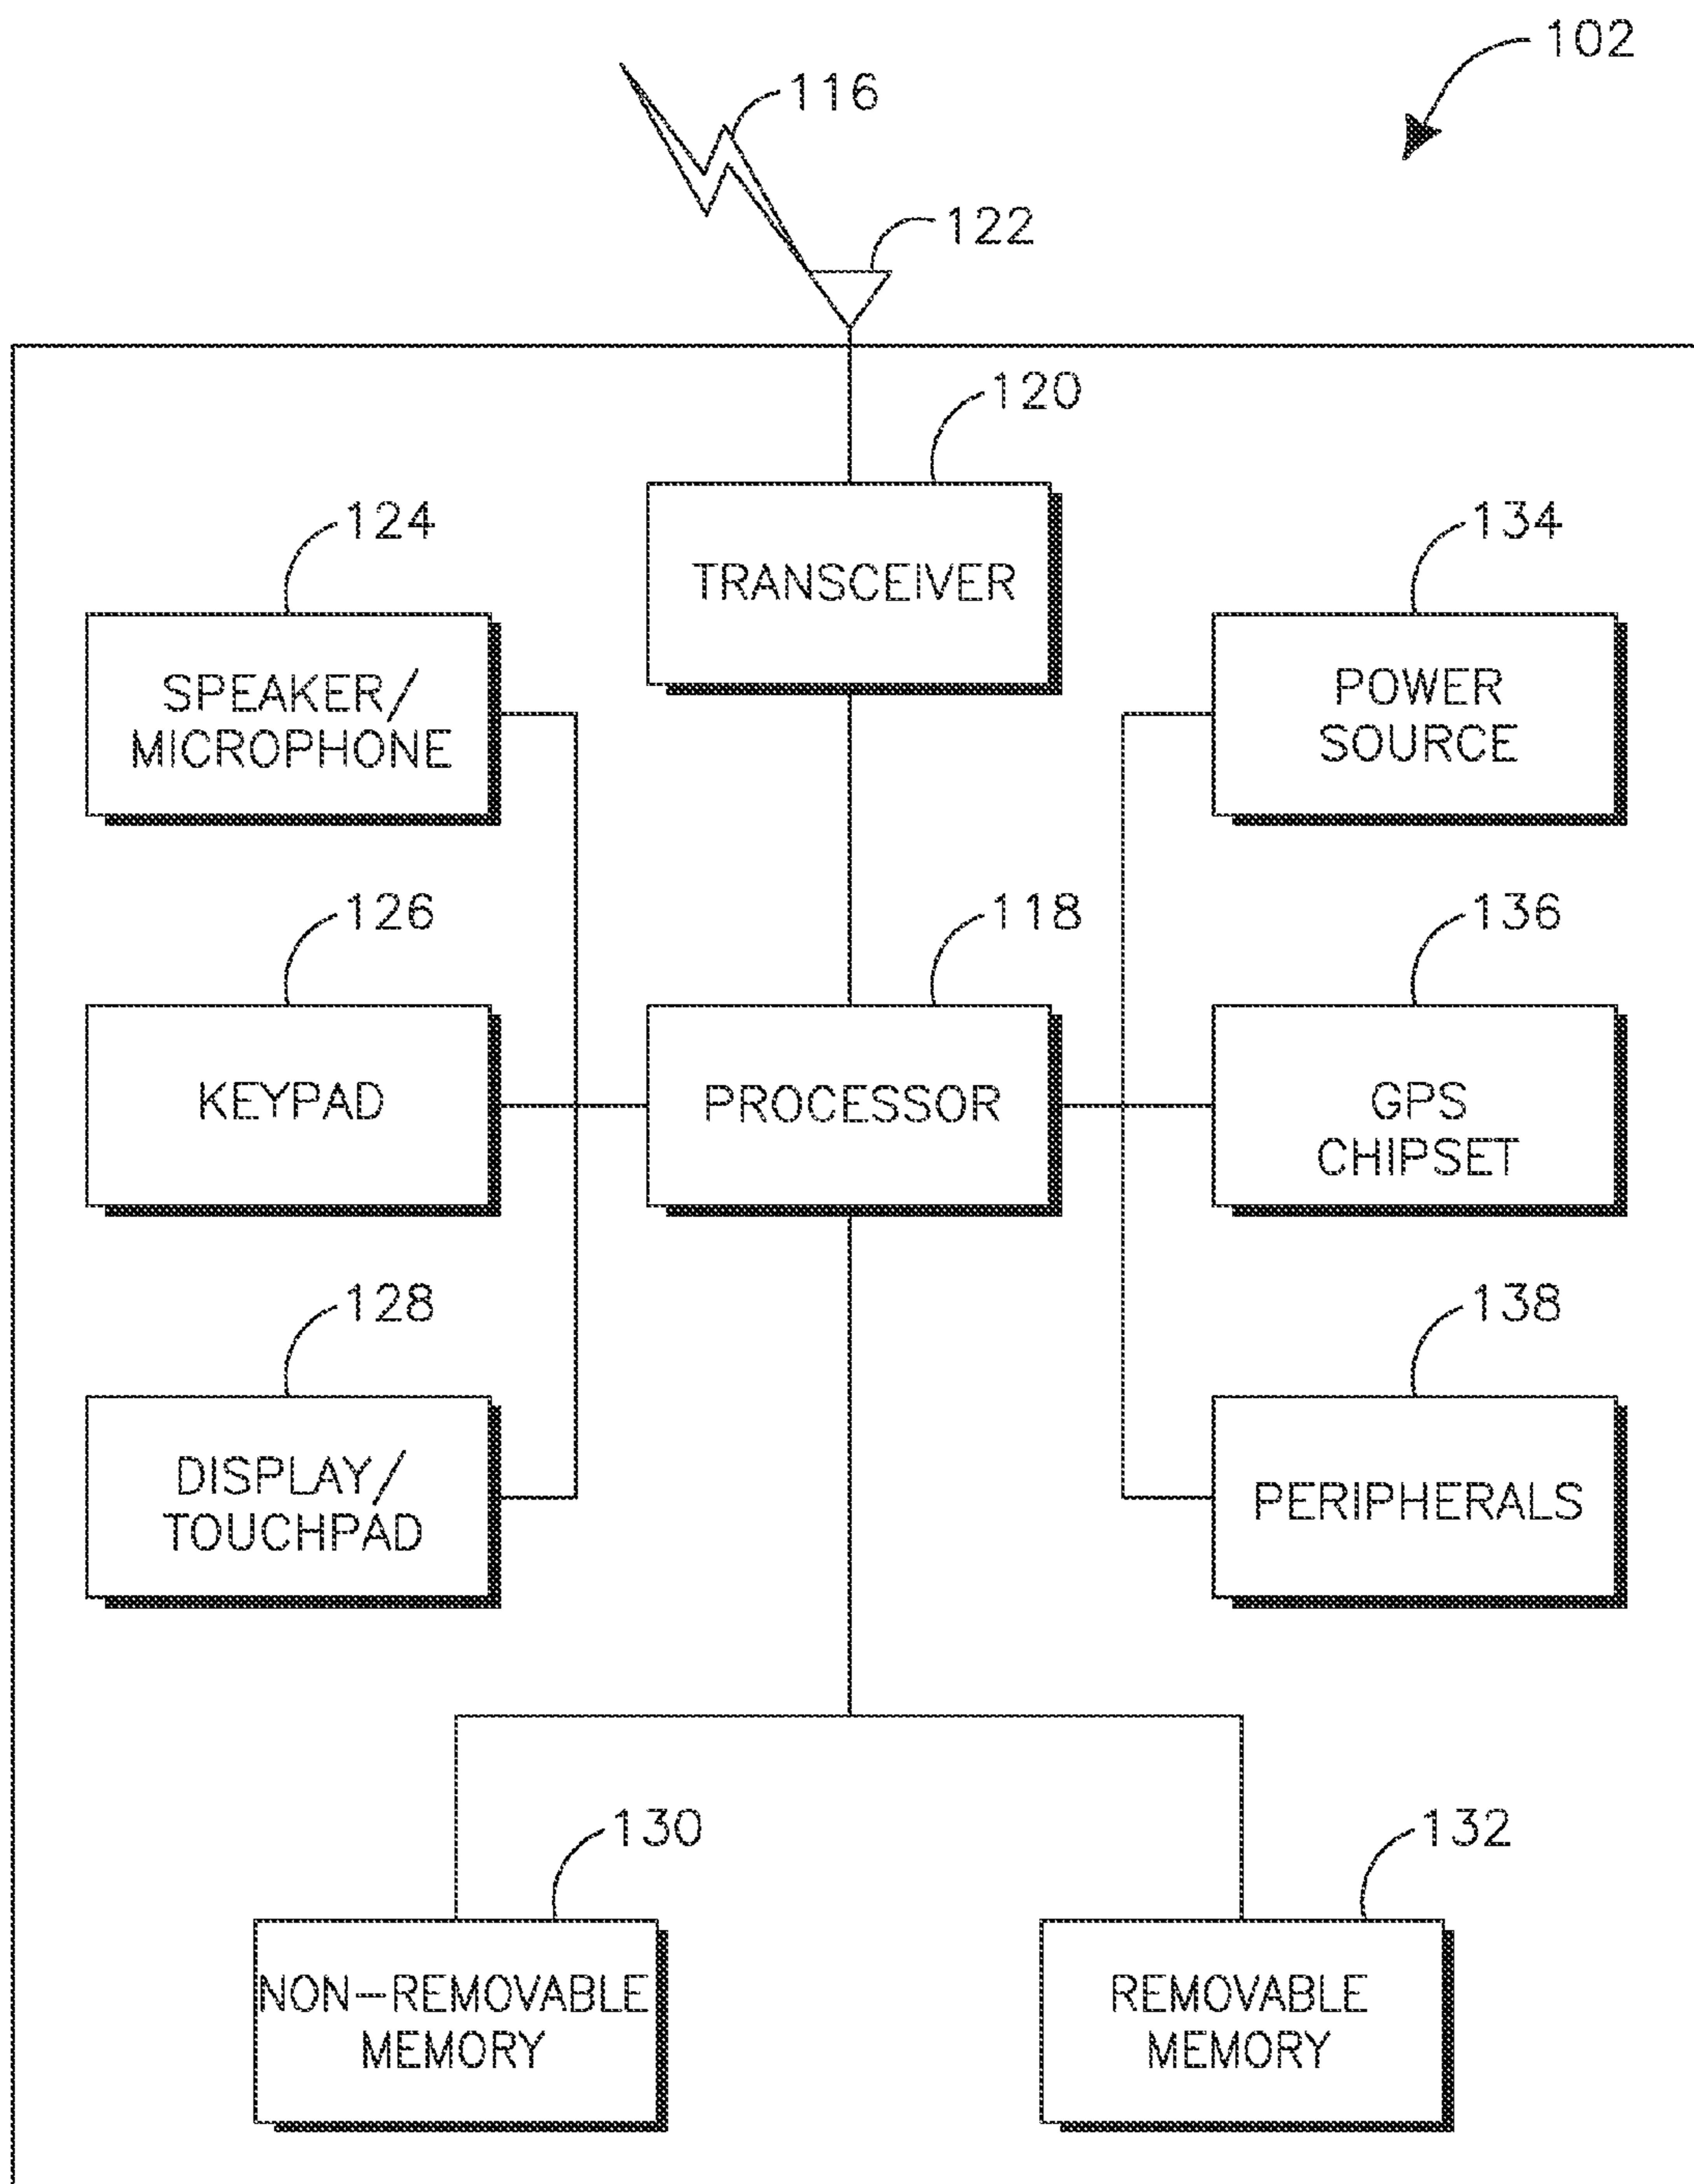 102
116
122
120
124
134
TRANSCEIVER
SPEAKER/
MICROPHONE
POWER
SOURCE
126
118
136
KEYPAD
PROCESSOR
GPS
CHIPSET
128
138
DISPLAY/
TOUCHPAD
PERIPHERALS
130
132
NON-REMOVABLE
MEMORY
REMOVABLE
MEMORY